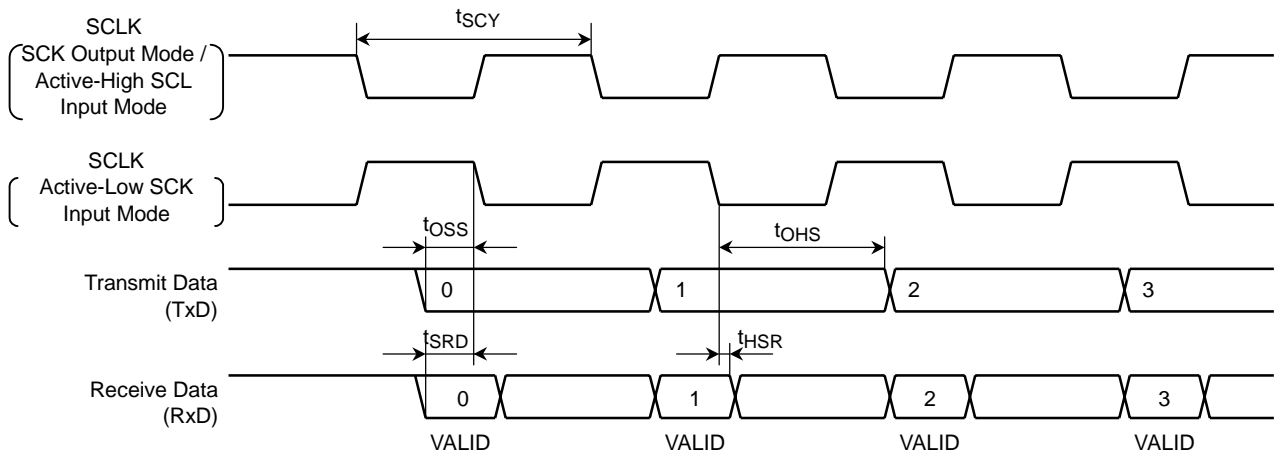 tSCY
SCLK
SCK Output Mode /
Active-High SCL
Input Mode
SCLK
Active-Low SCK
Input Mode
tOSS
tOHS
Transmit Data
(TxD)
0
1
2
3
tSRD
tHSR
Receive Data
(RxD)
0
1
2
3
VALID
VALID
VALID
VALID